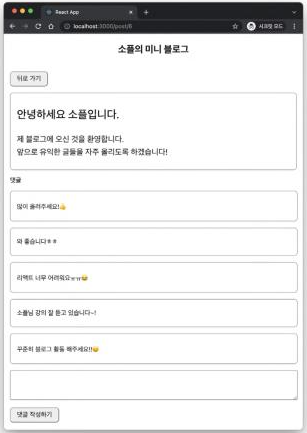 React App
localhost:3000/post/6
시크릿 모드
소플의 미니 블로그
뒤로 가기
안녕하세요 소플입니다.
제 블로그에 오신 것을 환영합니다.
앞으로 유익한 글들을 자주 올리도록 하겠습니다!
댓글
많이 올려주세요!👍
와 좋습니다ㅎㅎ
리액트 너무 어려워요ㅠㅠ😂
소플님 강의 잘 듣고 있습니다~!
꾸준히 블로그 활동 해주세요!!😀
댓글 작성하기